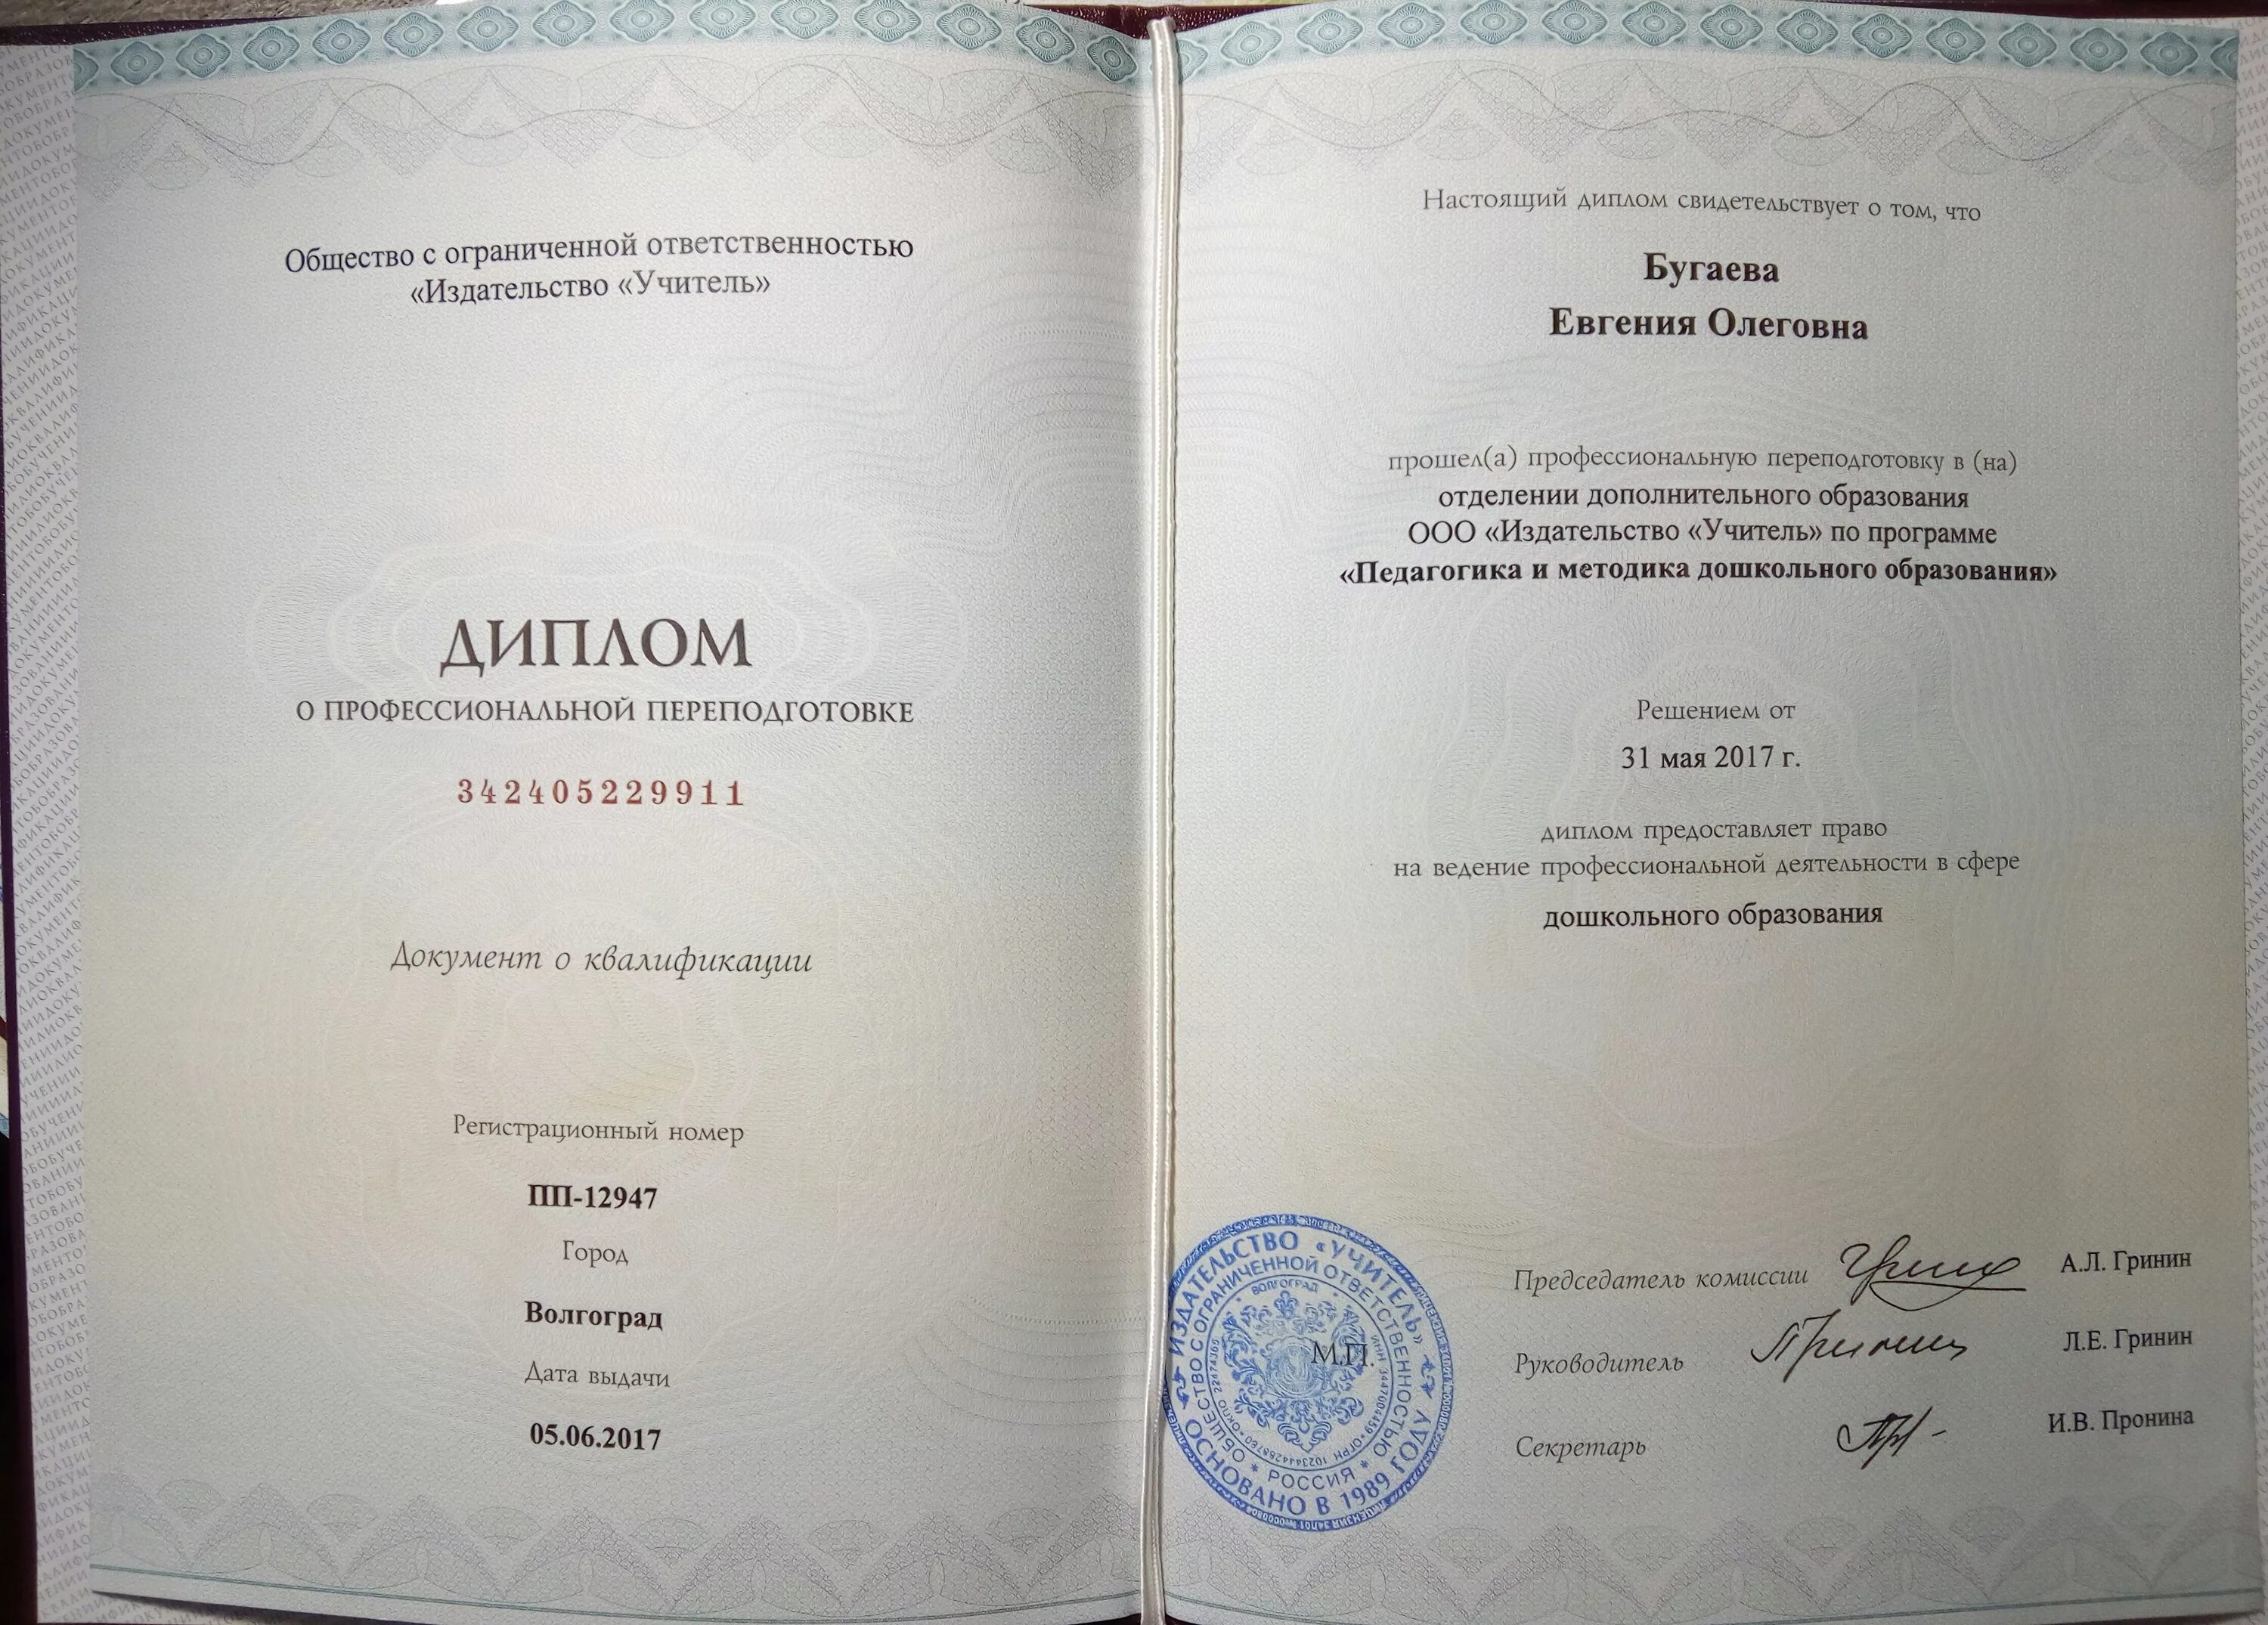 Общество с ограниченной ответственностью
«Издательство «Учитель»
ДИПЛОМ
О ПРОФЕССИОНАЛЬНОЙ ПЕРЕПОДГОТОВКЕ
342405229911
Документ о квалификации
Регистрационный номер
ПП-12947
Город
Волгоград
Дата выдачи
05.06.2017
Настоящий диплом свидетельствует о том, что
Бугаева
Евгения Олеговна
прошел(а) профессиональную переподготовку в (на)
отделении дополнительного образования
ООО «Издательство «Учитель» по программе
«Педагогика и методика дошкольного образования»
Решением от
31 мая 2017 г.
диплом предоставляет право
на ведение профессиональной деятельности в сфере
дошкольного образования
Председатель комиссии А.Л. Гринин
Руководитель Л.Е. Гринин
Секретарь И.В. Пронина
М.П.
ИЗДАТЕЛЬСТВО «УЧИТЕЛЬ»
ОСНОВАНО В 1989 ГОДУ
ОБЩЕСТВО С ОГРАНИЧЕННОЙ ОТВЕТСТВЕННОСТЬЮ
* РОССИЯ *
ВОЛГОГРАД